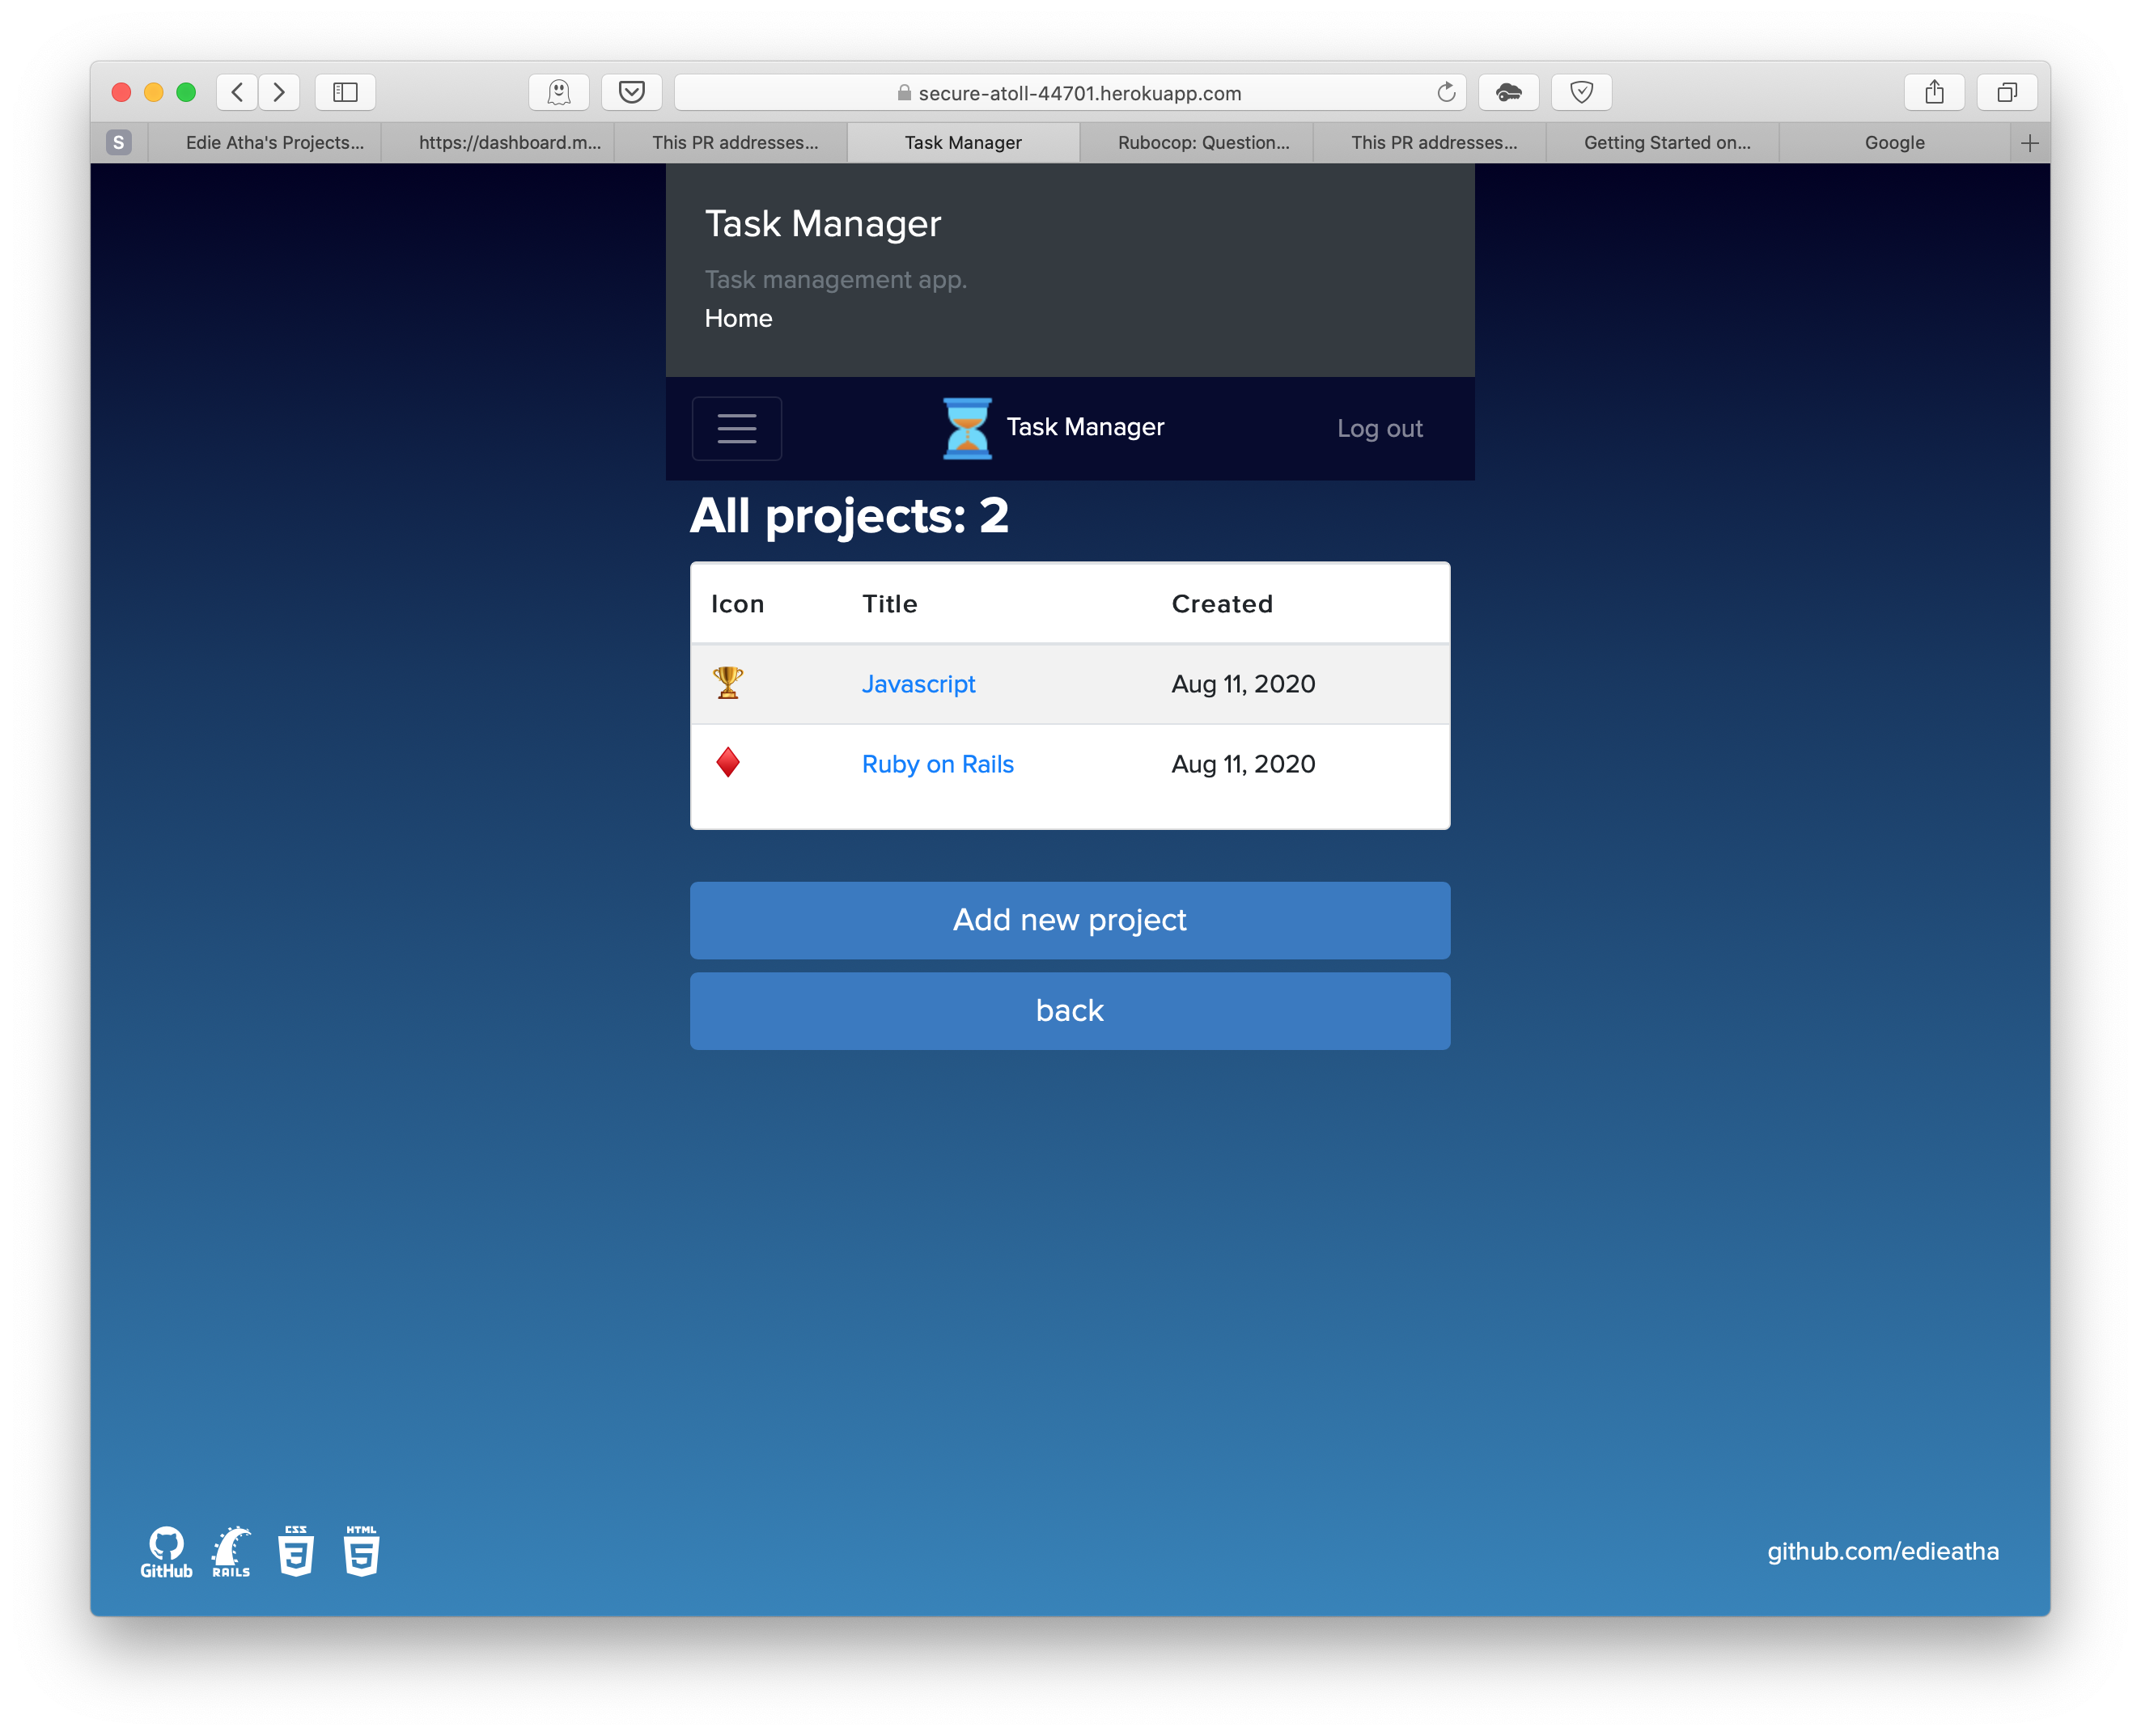 secure-atoll-44701.herokuapp.com
S Edie Atha's Projects... https://dashboard.m... This PR addresses... Task Manager Rubocop: Question... This PR addresses... Getting Started on... Google
Task Manager
Task management app.
Home
Task Manager Log out
All projects: 2
Icon Title Created
Javascript Aug 11, 2020
Ruby on Rails Aug 11, 2020
Add new project
back
GitHub RAILS CSS 3 HTML 5 github.com/edieatha